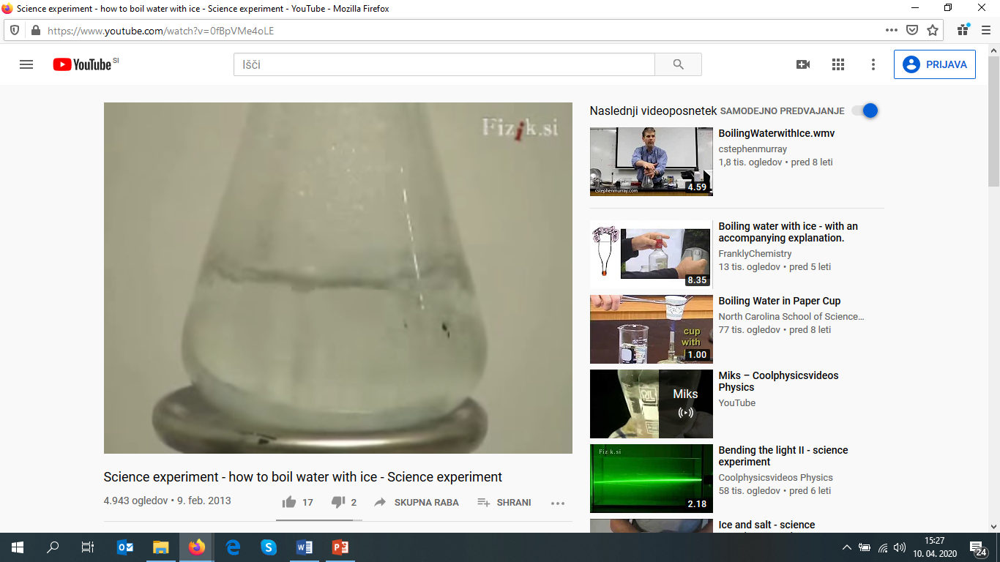 Science experiment - how to boil water with ice - Science experiment - YouTube - Mozilla Firefox
https://www.youtube.com/watch?v=0fBpVMe4oLE
YouTube SI
Išči
PRIJAVA
Fizik.si
Science experiment - how to boil water with ice - Science experiment
4.943 ogledov • 9. feb. 2013
17
2
SKUPNA RABA
SHRANI
Naslednji videoposnetek
SAMODEJNO PREDVAJANJE
cstephenmurray.com
4.59
BoilingWaterwithIce.wmv
cstephenmurray
1,8 tis. ogledov • pred 8 leti
8.35
Boiling water with ice - with an
accompanying explanation.
FranklyChemistry
13 tis. ogledov • pred 5 leti
cup
with
1.00
Boiling Water in Paper Cup
North Carolina School of Science…
77 tis. ogledov • pred 8 leti
Miks
Miks – Coolphysicsvideos
Physics
YouTube
Fizik.si
2.18
Bending the light II - science
experiment
Coolphysicsvideos Physics
58 tis. ogledov • pred 6 leti
Ice and salt - science
15:27
10. 04. 2020
24